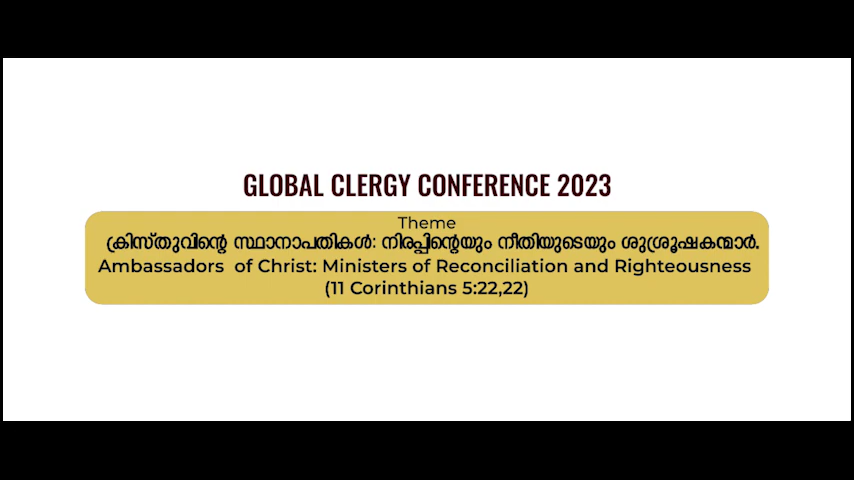 GLOBAL CLERGY CONFERENCE 2023
Theme
ക്രിസ്തുവിന്റെ സ്ഥാനാപതികൾ: നിരപ്പിന്റെയും നീതിയുടെയും ശുശ്രൂഷകന്മാർ.
Ambassadors of Christ: Ministers of Reconciliation and Righteousness
(11 Corinthians 5:22,22)